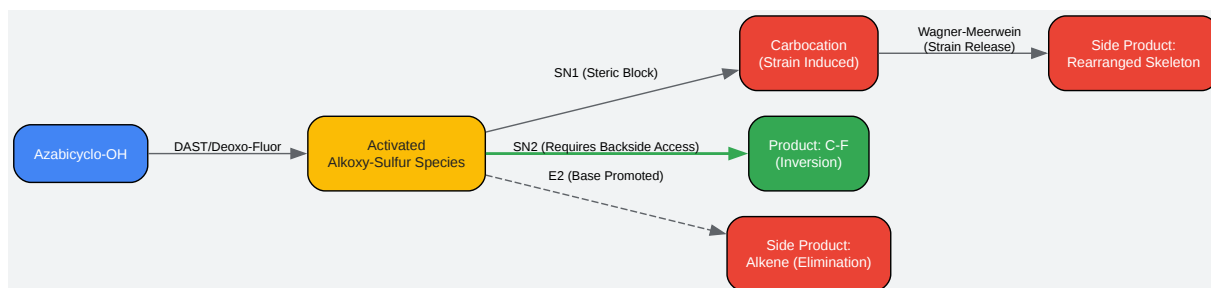 Azabicyclo-OH
DAST/Deoxo-Fluor
Activated
Alkoxy-Sulfur Species
SN1 (Steric Block)
Carbocation
(Strain Induced)
Wagner-Meerwein
(Strain Release)
Side Product:
Rearranged Skeleton
SN2 (Requires Backside Access)
Product: C-F
(Inversion)
E2 (Base Promoted)
Side Product:
Alkene (Elimination)